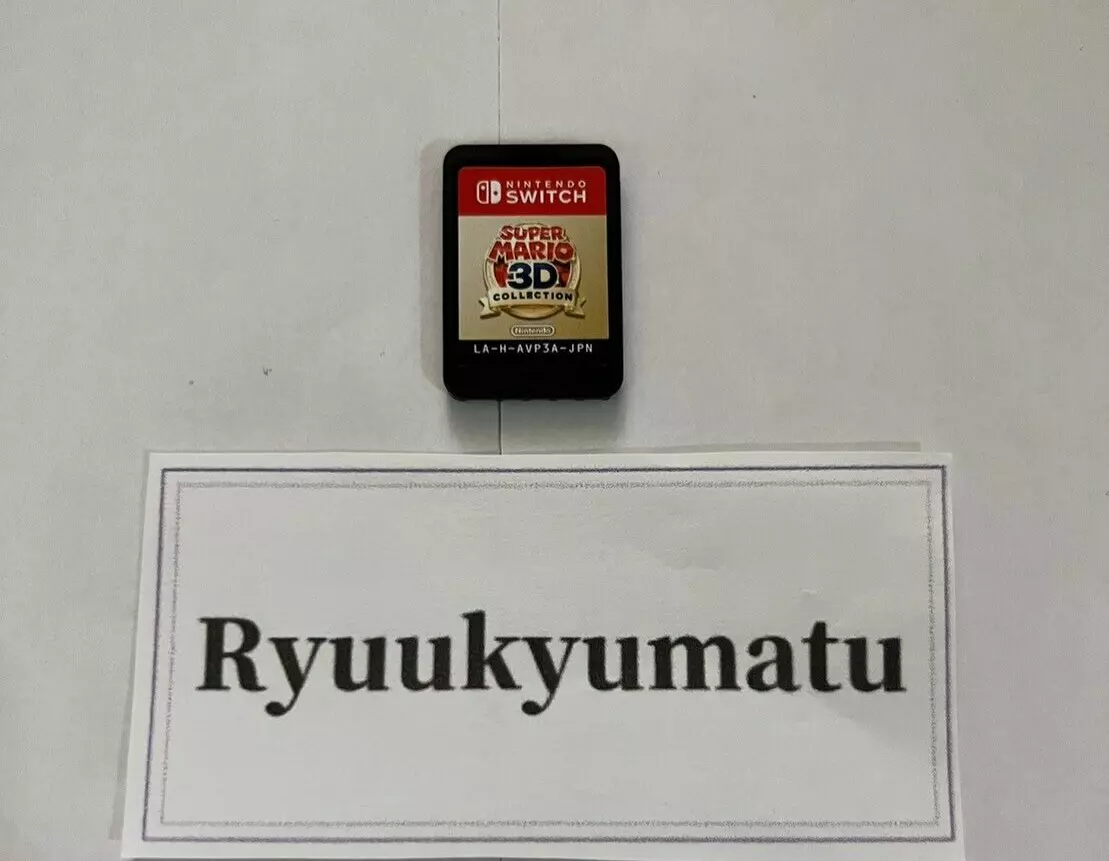 NINTENDO
SWITCH
SUPER
MARIO
3D
COLLECTION
Nintendo
LA-H-AVP3A-JPN
Ryuukyumatu